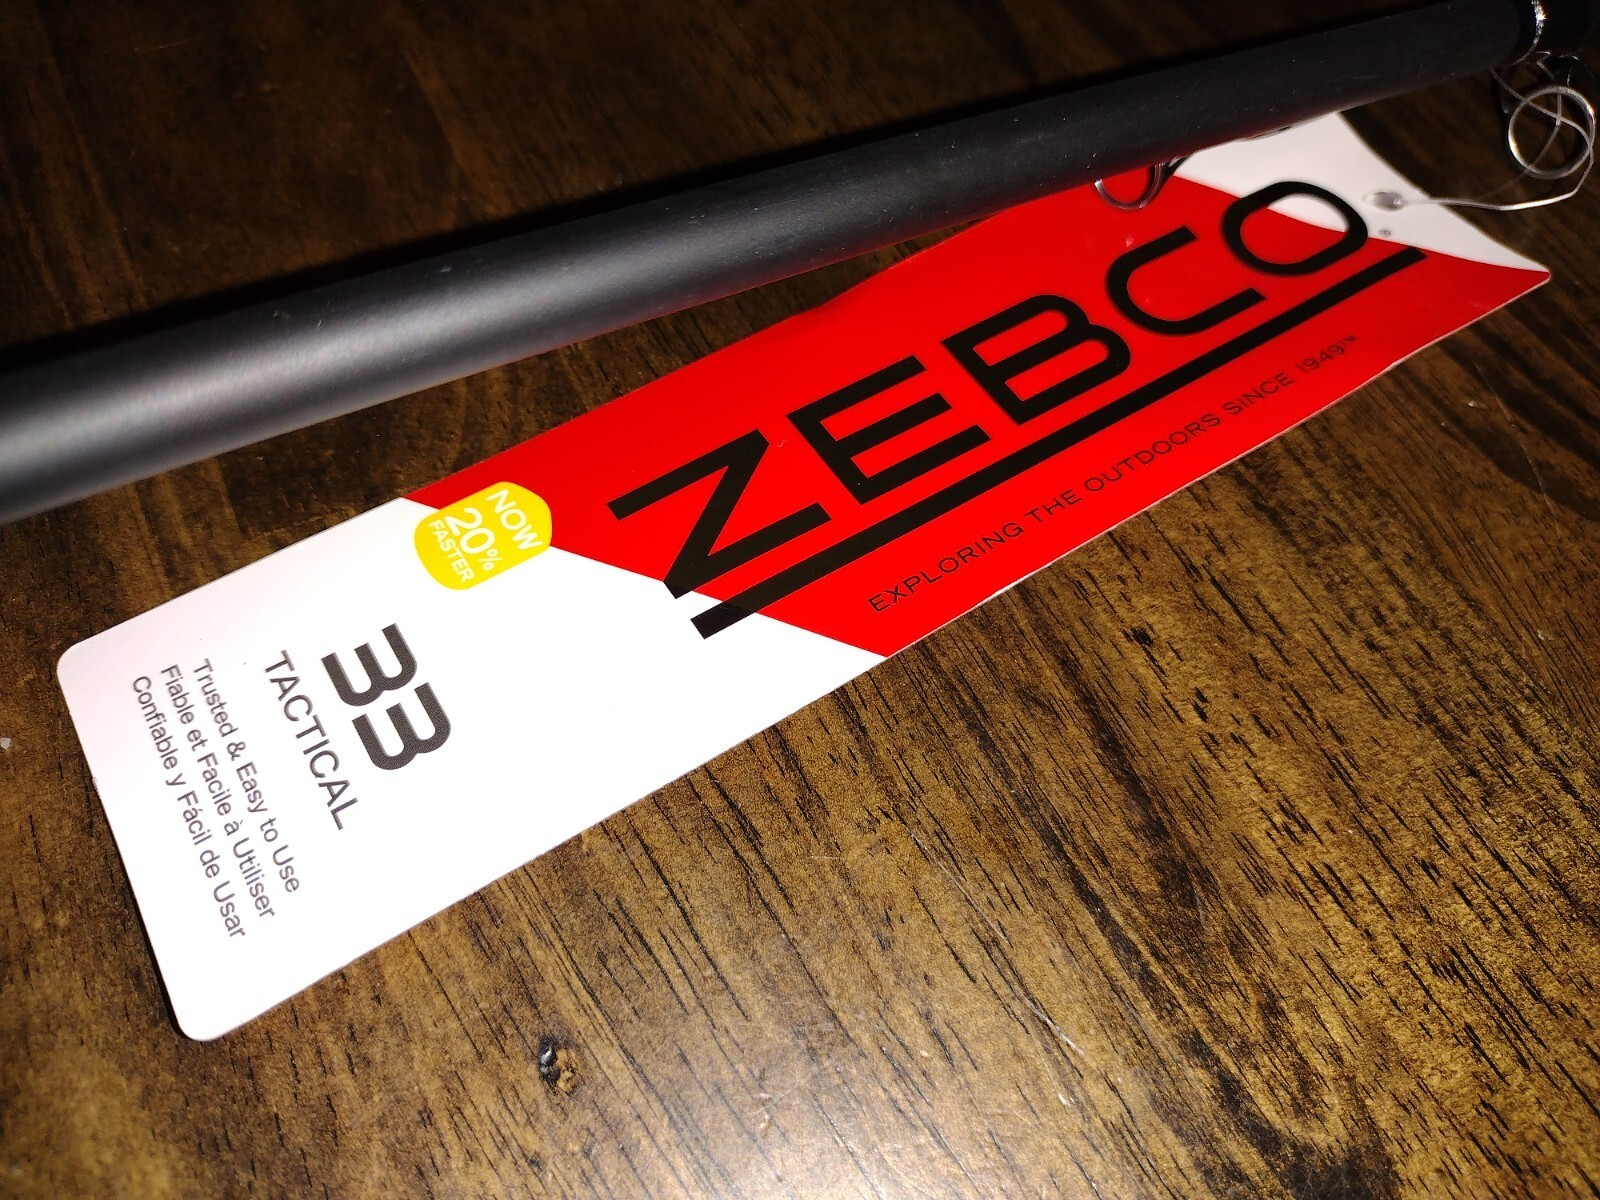 ZEBCO®
EXPLORING THE OUTDOORS SINCE 1949™
NOW
20%
FASTER
33
TACTICAL
Trusted & Easy to Use
Fiable et Facile à Utiliser
Confiable y Fácil de Usar